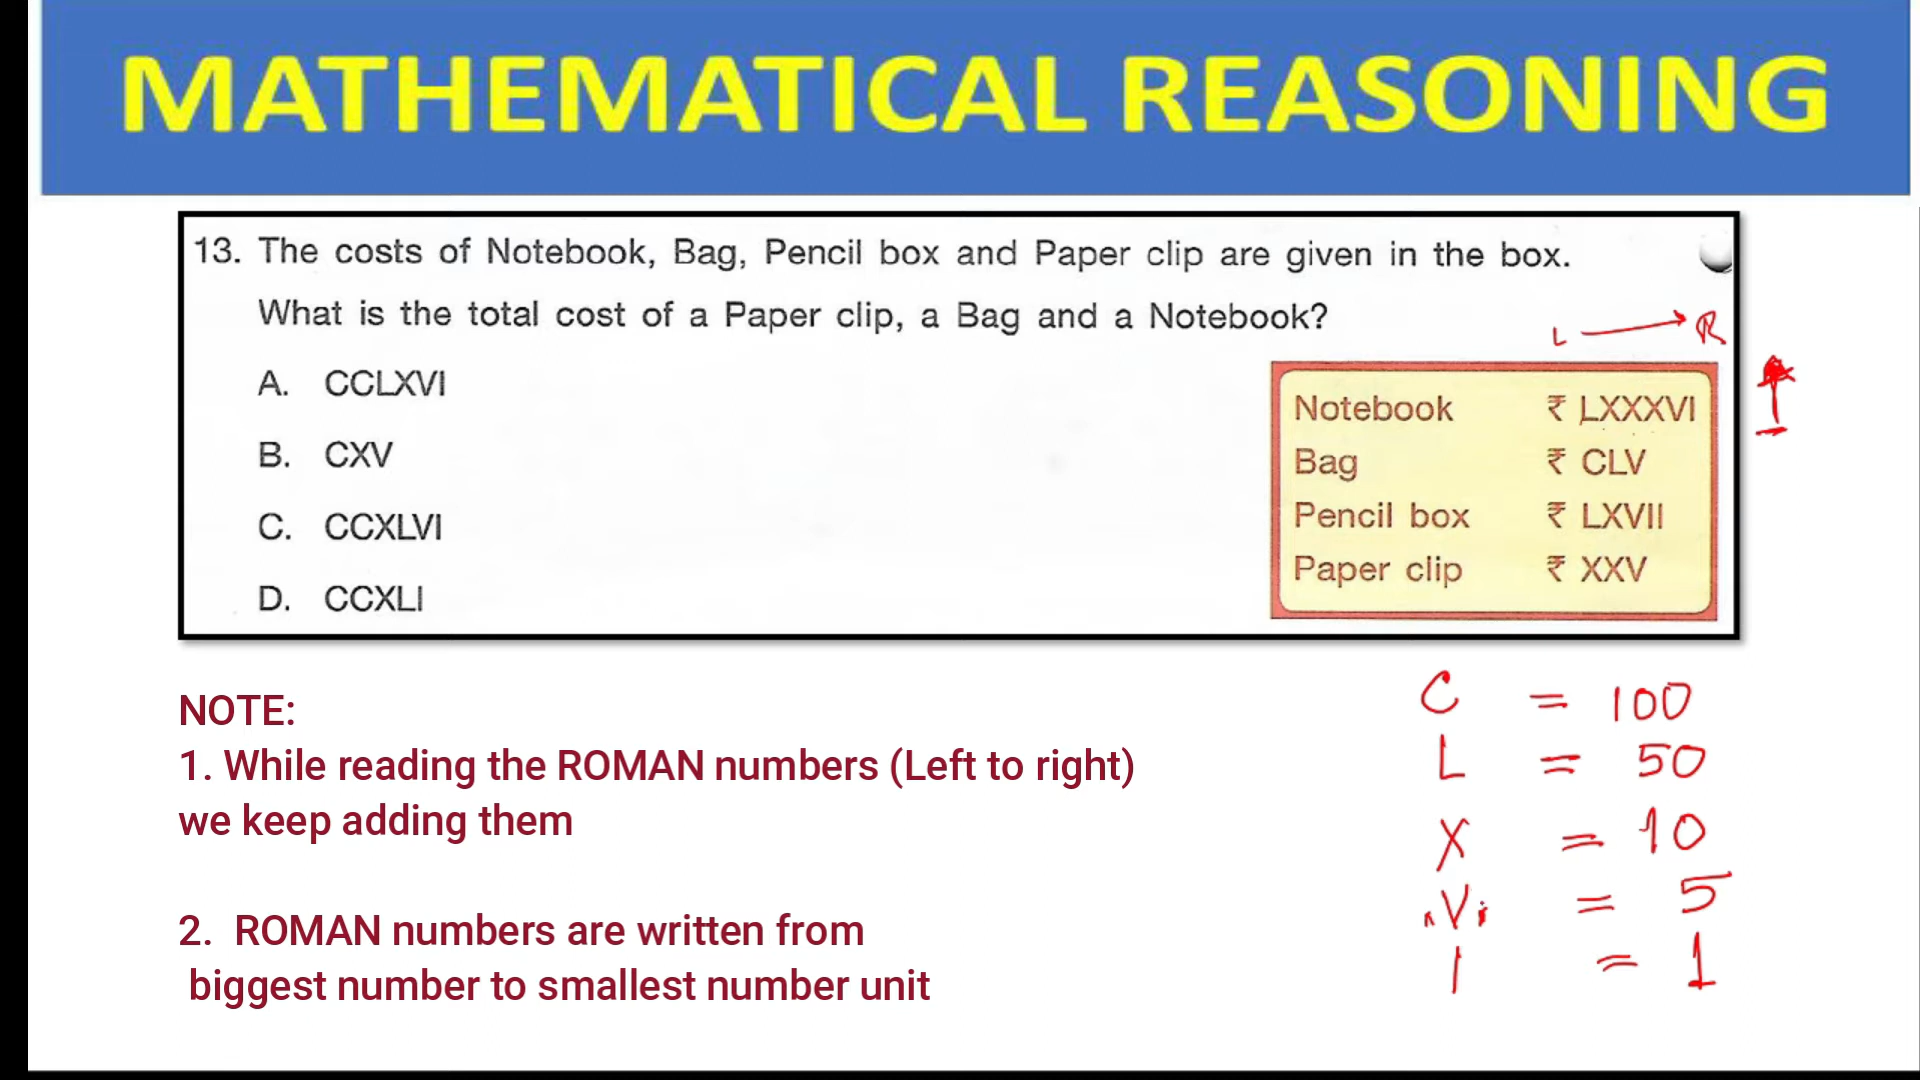 MATHEMATICAL REASONING
13. The costs of Notebook, Bag, Pencil box and Paper clip are given in the box.
What is the total cost of a Paper clip, a Bag and a Notebook?
L R
A. CCLXVI
B. CXV
C. CCXLVI
D. CCXLI
Notebook ₹ LXXXVI
Bag ₹ CLV
Pencil box ₹ LXVII
Paper clip ₹ XXV
NOTE:
1. While reading the ROMAN numbers (Left to right)
we keep adding them
2. ROMAN numbers are written from
biggest number to smallest number unit
C = 100
L = 50
X = 10
V = 5
I = 1